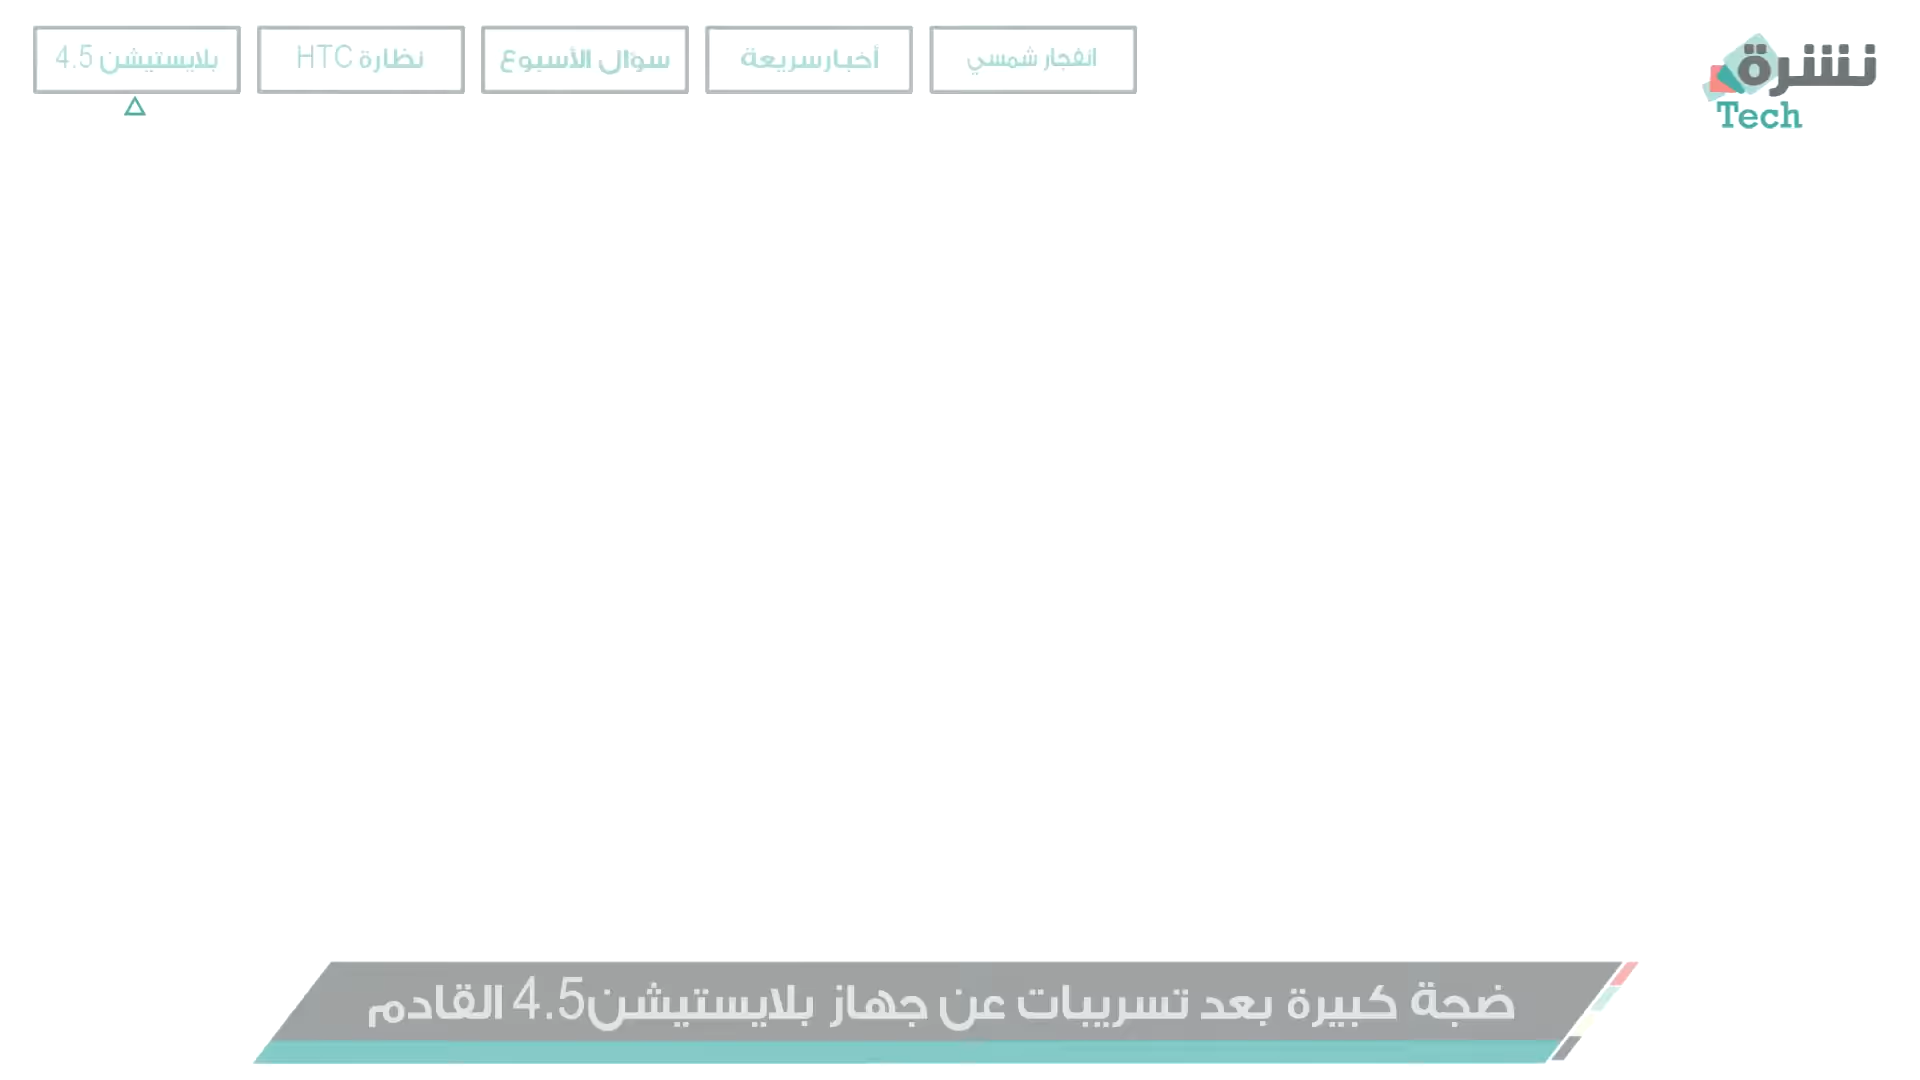 بلايستيشن 4.5
نظارة HTC
سؤال الأسبوع
أخبار سريعة
انفجار شمسي
نشرة
Tech
ضجة كبيرة بعد تسريبات عن جهاز بلايستيشن4.5 القادم